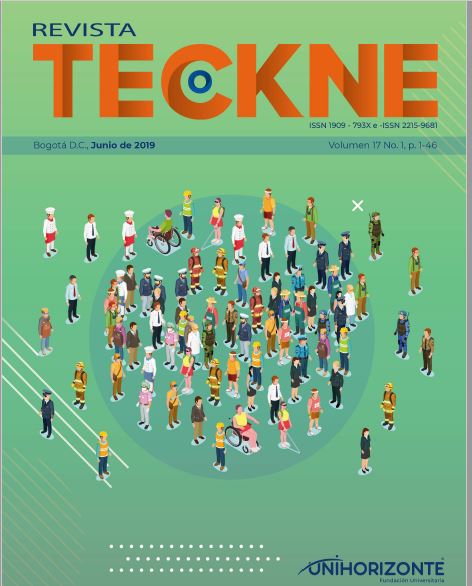 REVISTA
TECKNE
ISSN 1909 - 793X e -ISSN 2215-9681
Bogotá D.C., Junio de 2019
Volumen 17 No. 1, p. 1-46
UNIHORIZONTE
Fundación Universitaria